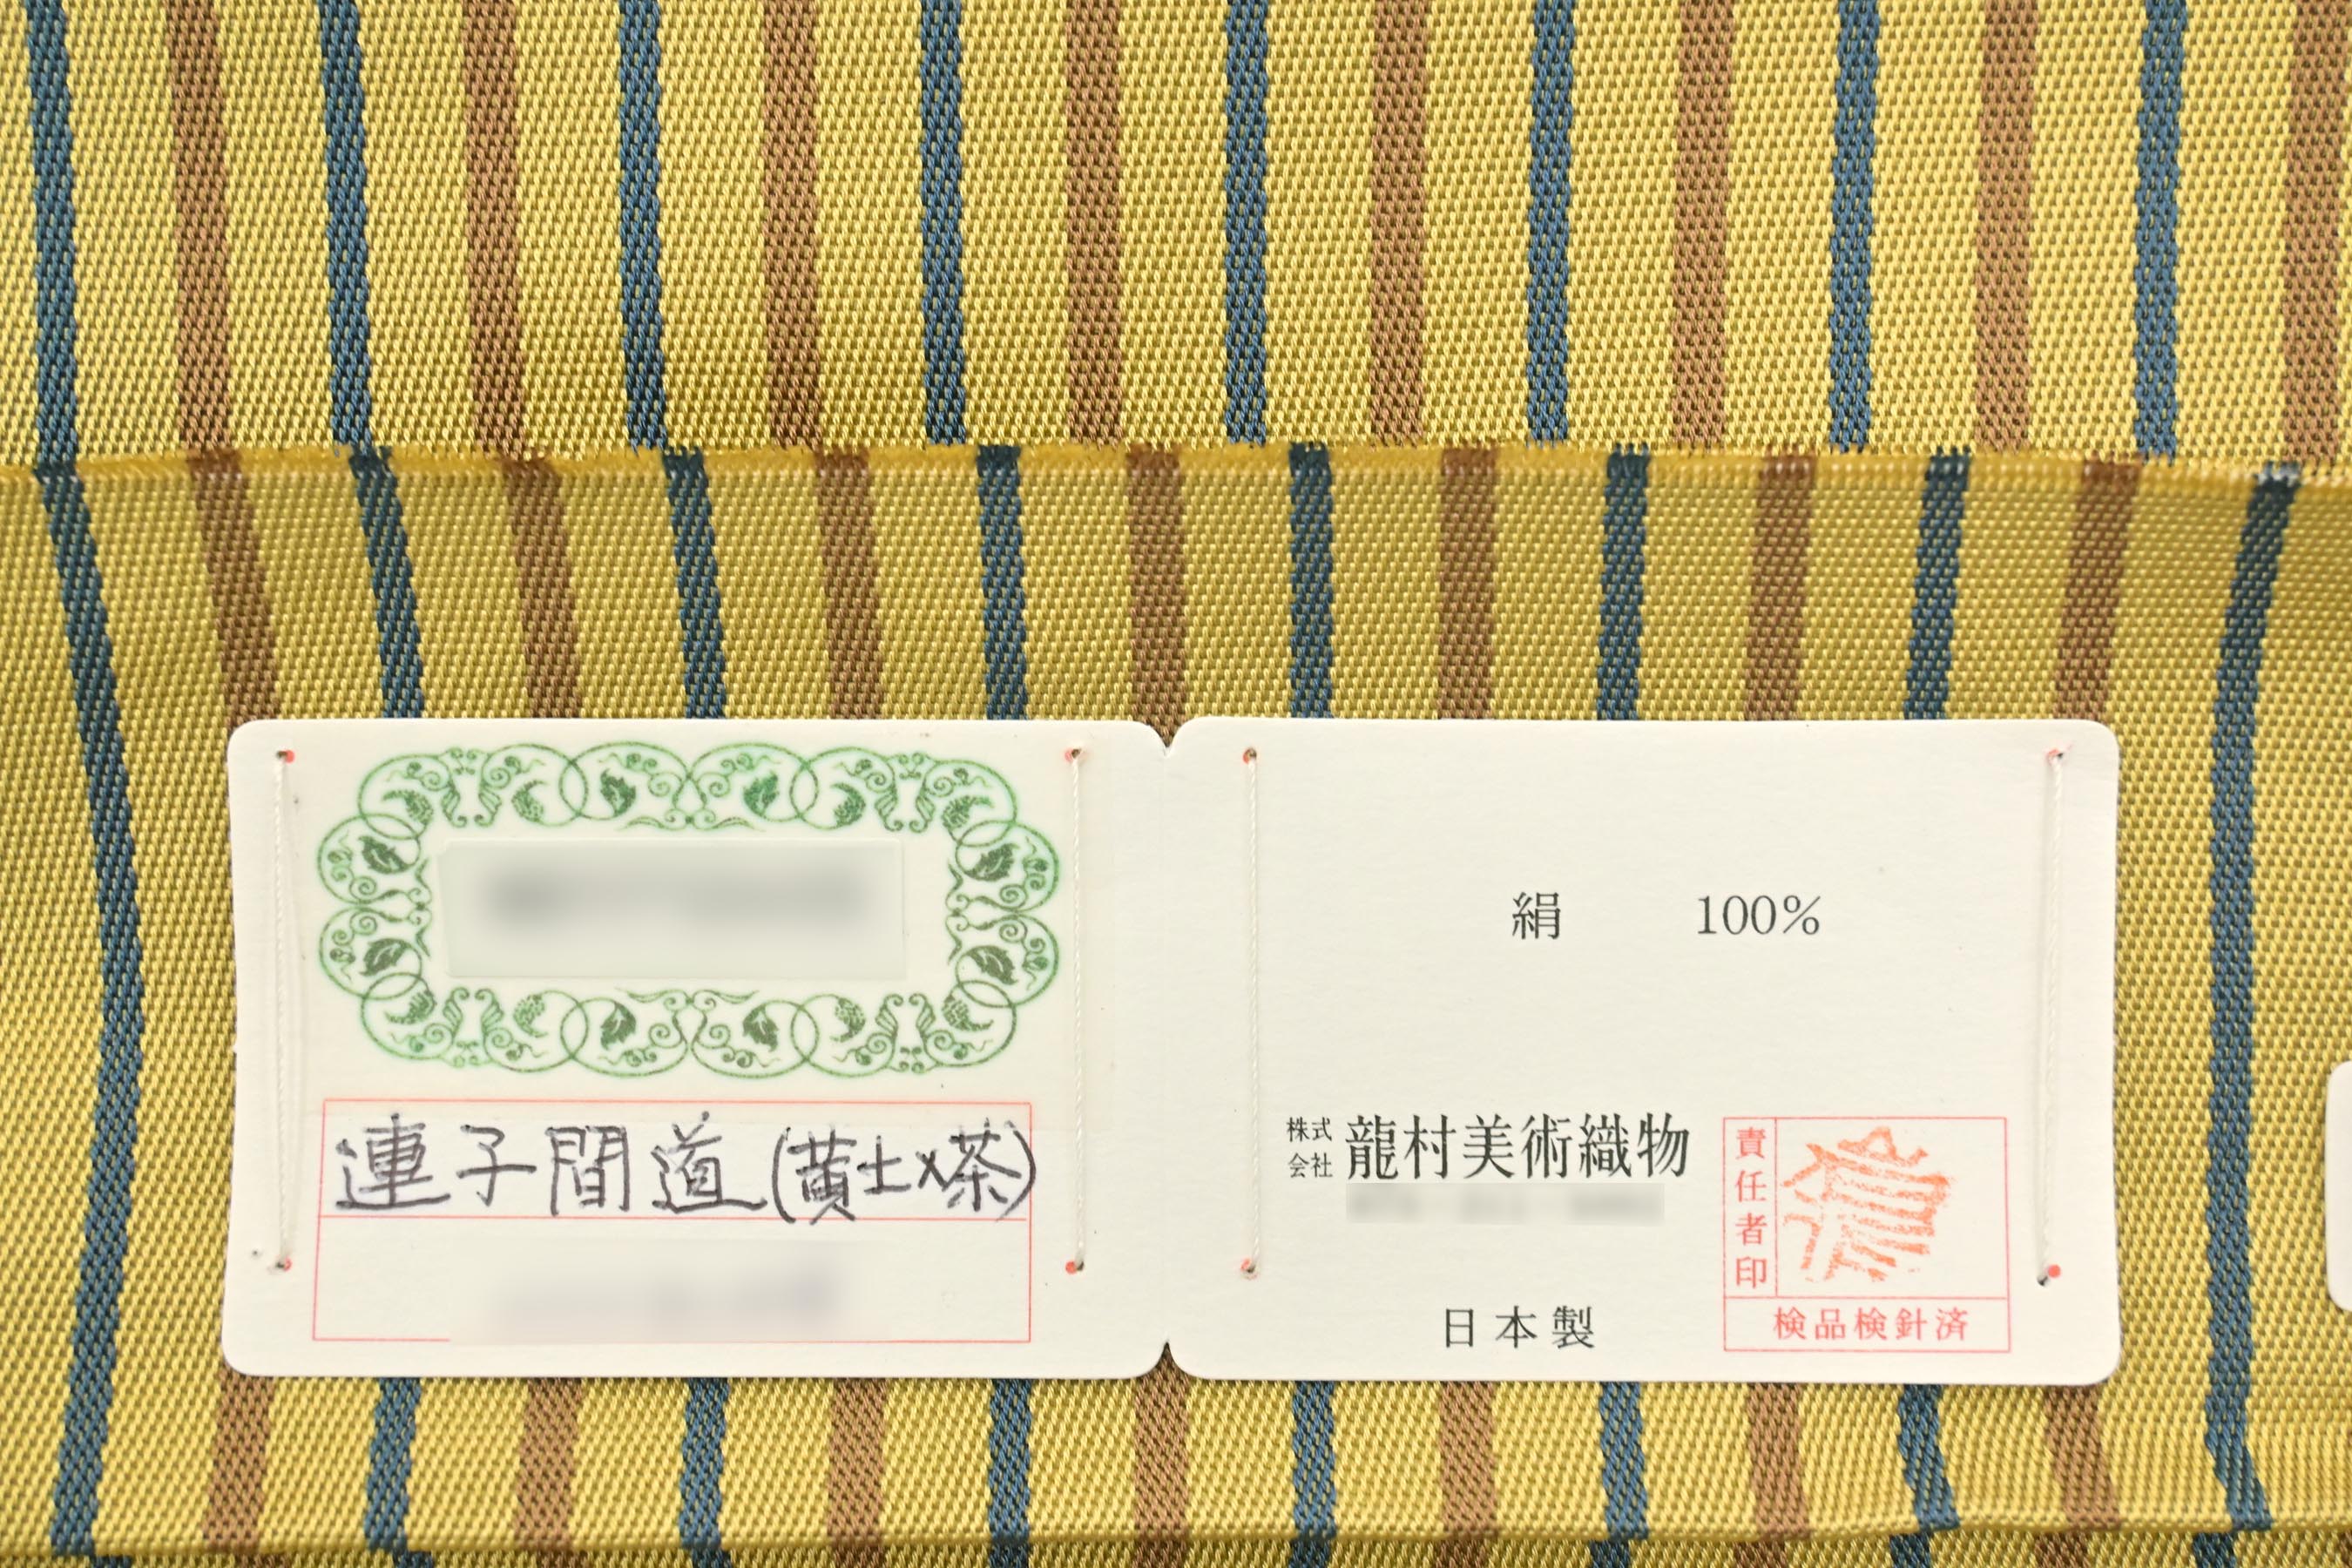 連子間道(黄土×茶)
絹 100%
株式会社 龍村美術織物
日本製
責任者印
検品検針済